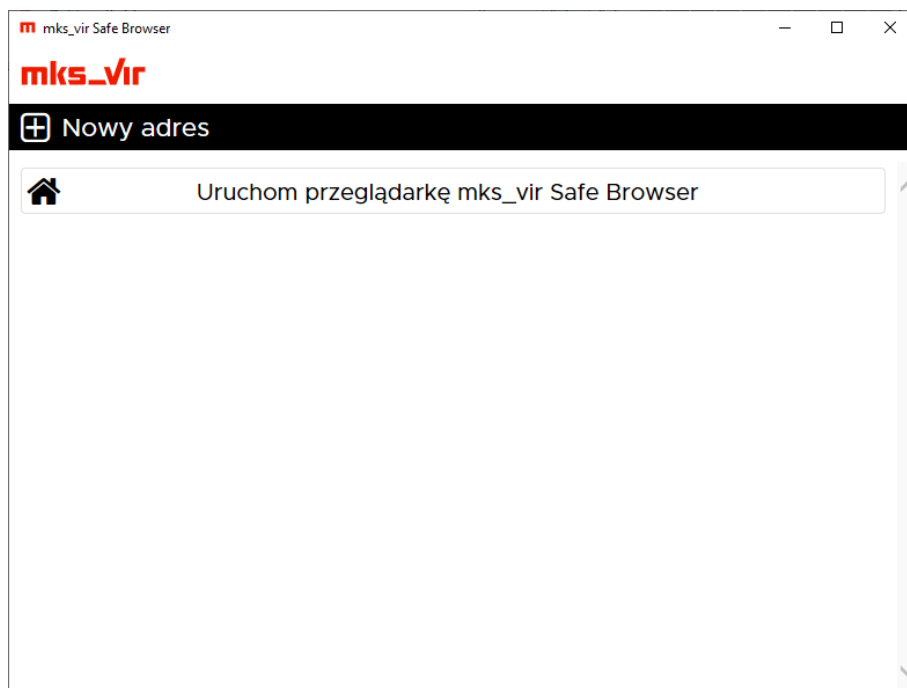 mks_vir Safe Browser
mks_vir
Nowy adres
Uruchom przeglądarkę mks_vir Safe Browser